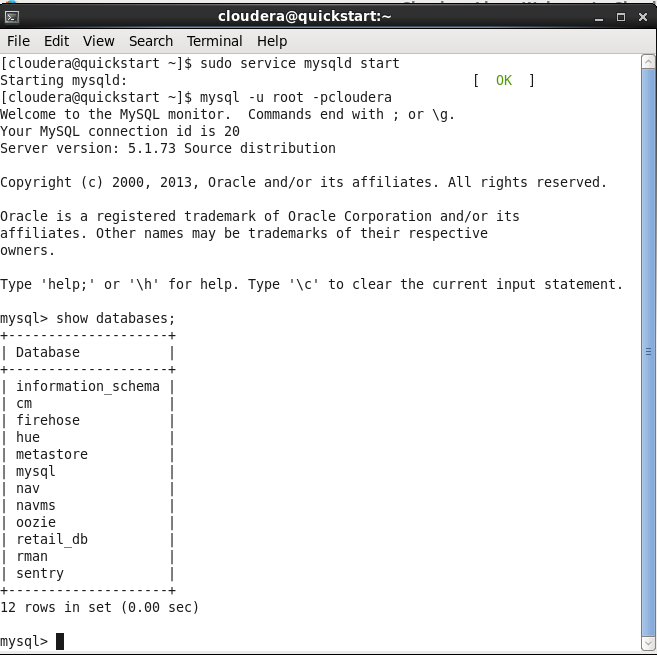 cloudera@quickstart:~
File Edit View Search Terminal Help
[cloudera@quickstart ~]$ sudo service mysqld start
Starting mysqld:                                           [  OK  ]
[cloudera@quickstart ~]$ mysql -u root -pcloudera
Welcome to the MySQL monitor.  Commands end with ; or \g.
Your MySQL connection id is 20
Server version: 5.1.73 Source distribution
Copyright (c) 2000, 2013, Oracle and/or its affiliates. All rights reserved.
Oracle is a registered trademark of Oracle Corporation and/or its
affiliates. Other names may be trademarks of their respective
owners.
Type 'help;' or '\h' for help. Type '\c' to clear the current input statement.
mysql> show databases;
+--------------------+
| Database           |
+--------------------+
| information_schema |
| cm                 |
| firehose           |
| hue                |
| metastore          |
| mysql              |
| nav                |
| navms              |
| oozie              |
| retail_db          |
| rman               |
| sentry             |
+--------------------+
12 rows in set (0.00 sec)
mysql>